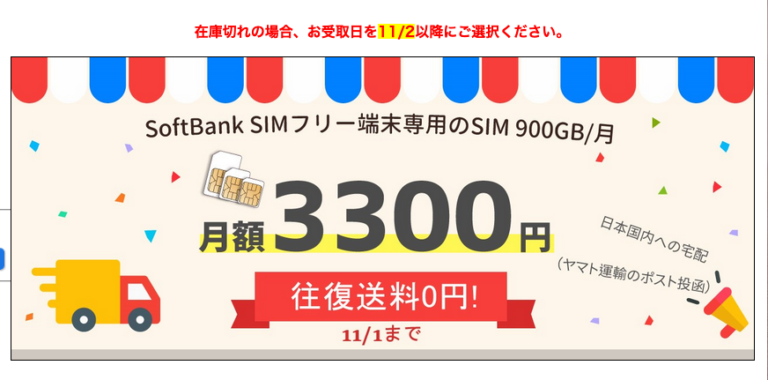 在庫切れの場合、お受取日を11/2以降にご選択ください。
SoftBank SIMフリー端末専用のSIM 900GB/月
月額3300円
日本国内への宅配
（ヤマト運輸のポスト投函）
往復送料0円!
11/1まで